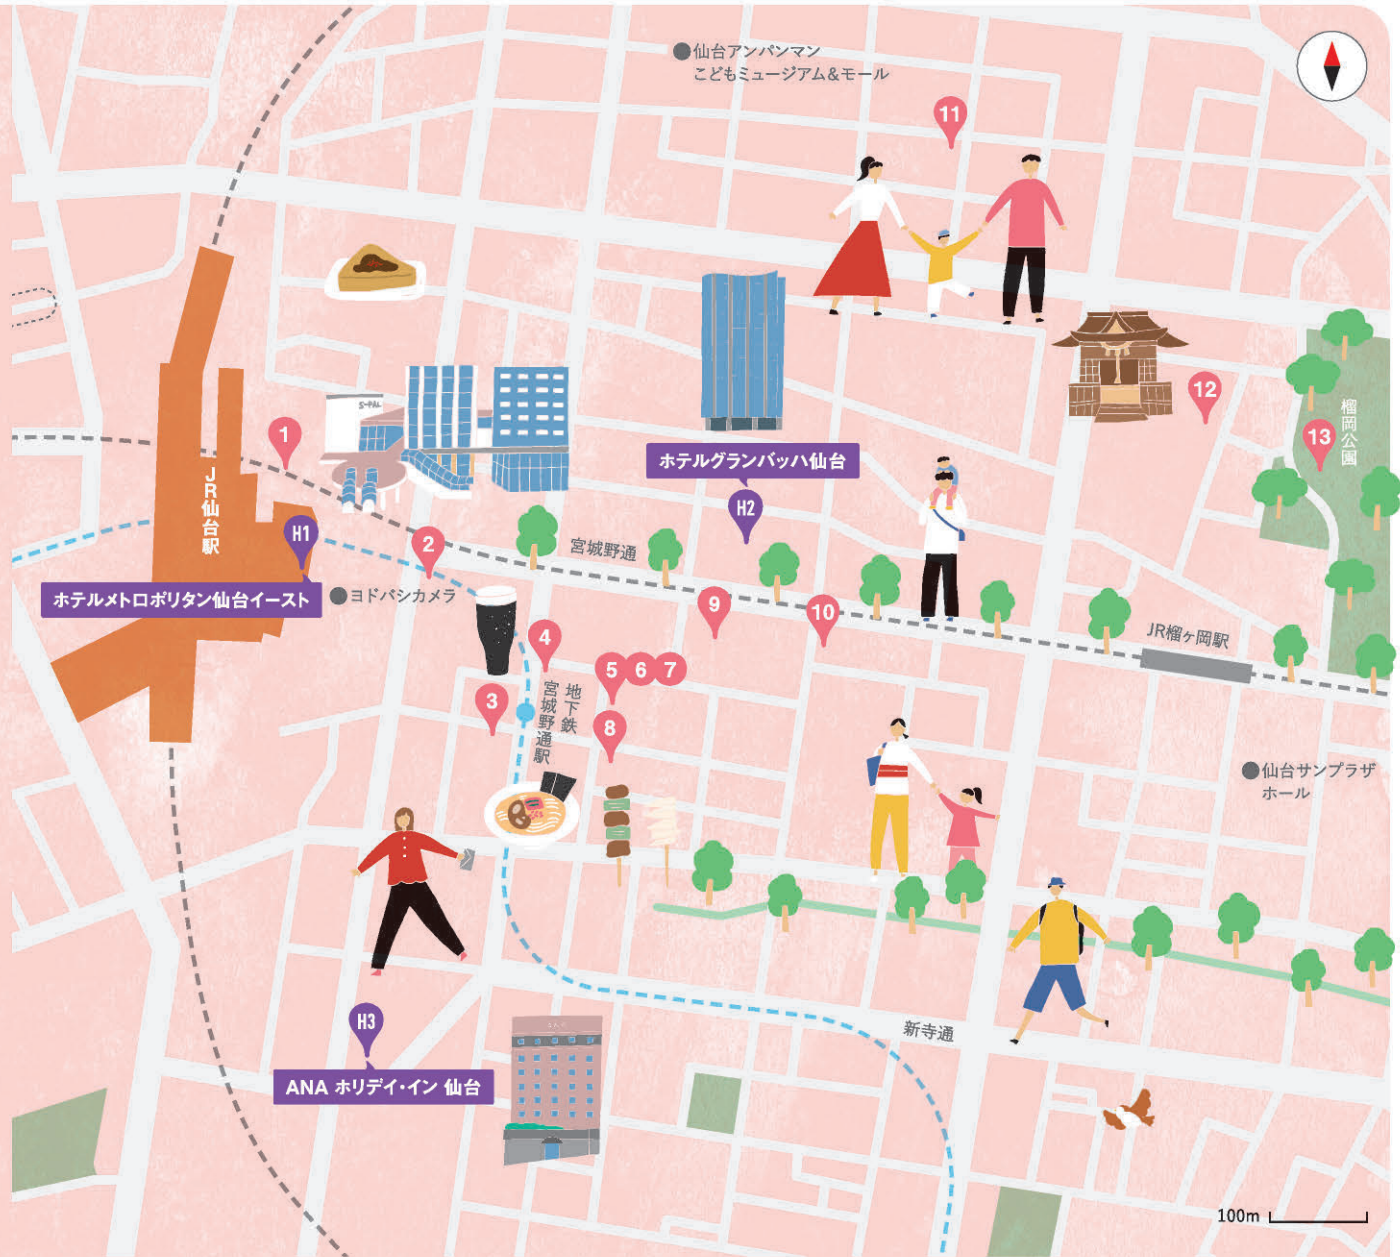 仙台アンパンマン
こどもミュージアム&モール
11
S-PAL
12
榴岡公園
13
1
JR仙台駅
ホテルグランバッハ仙台
H2
H1
2
宮城野通
ホテルメトロポリタン仙台イースト
ヨドバシカメラ
9
10
4
JR榴ヶ岡駅
5
6
7
3
地下鉄
宮城野通駅
8
仙台サンプラザ
ホール
H3
新寺通
ANA ホリデイ・イン 仙台
100m